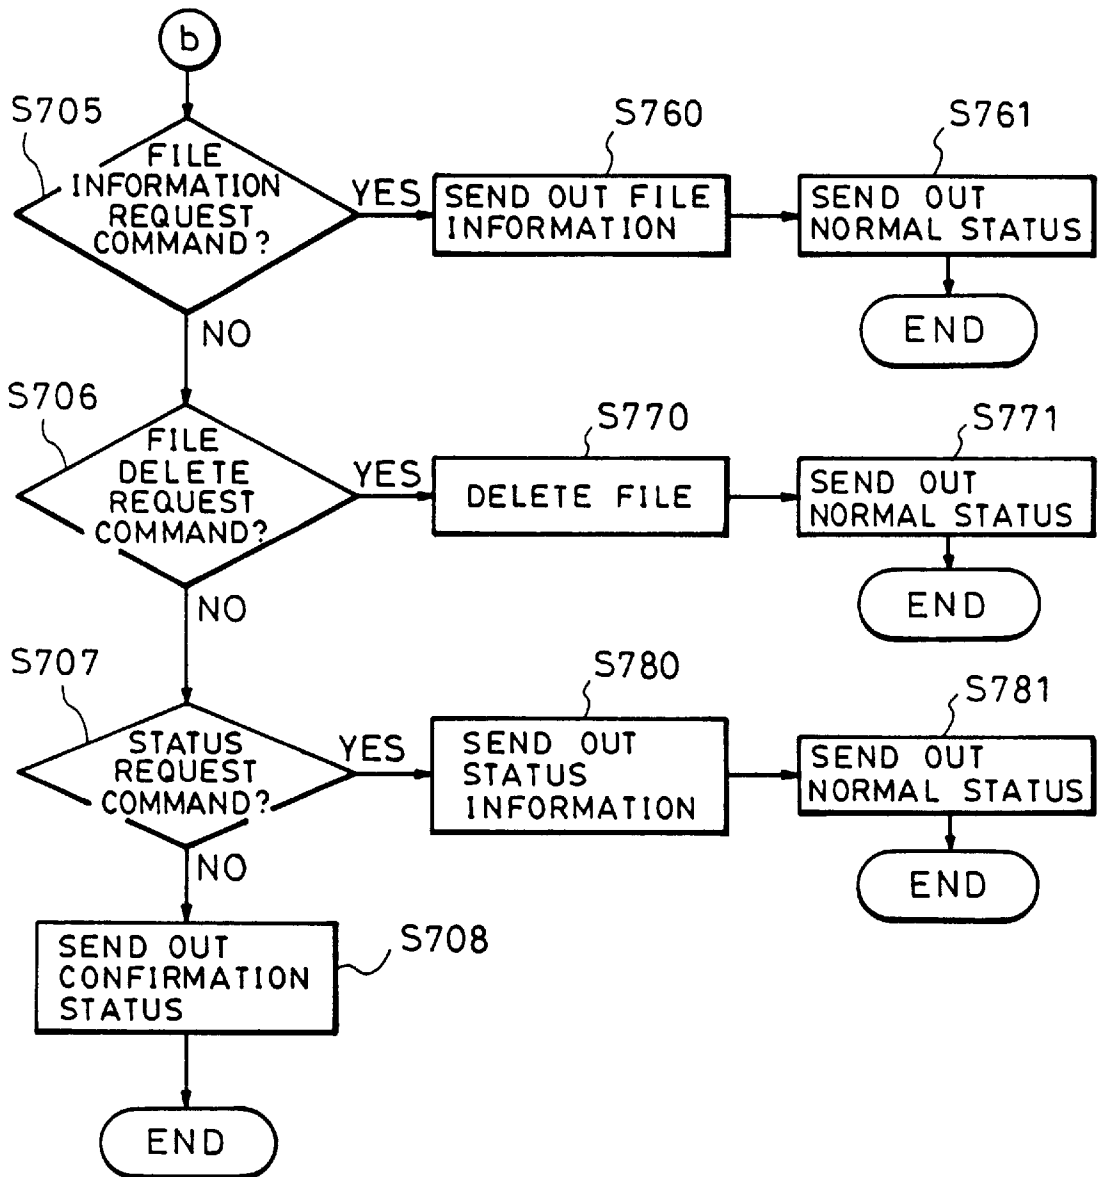 b
S705
FILE
INFORMATION
REQUEST
COMMAND?
YES
S760
SEND OUT FILE
INFORMATION
S761
SEND OUT
NORMAL STATUS
END
NO
S706
FILE
DELETE
REQUEST
COMMAND?
YES
S770
DELETE FILE
S771
SEND OUT
NORMAL STATUS
END
NO
S707
STATUS
REQUEST
COMMAND?
YES
S780
SEND OUT
STATUS
INFORMATION
S781
SEND OUT
NORMAL STATUS
END
NO
S708
SEND OUT
CONFIRMATION
STATUS
END